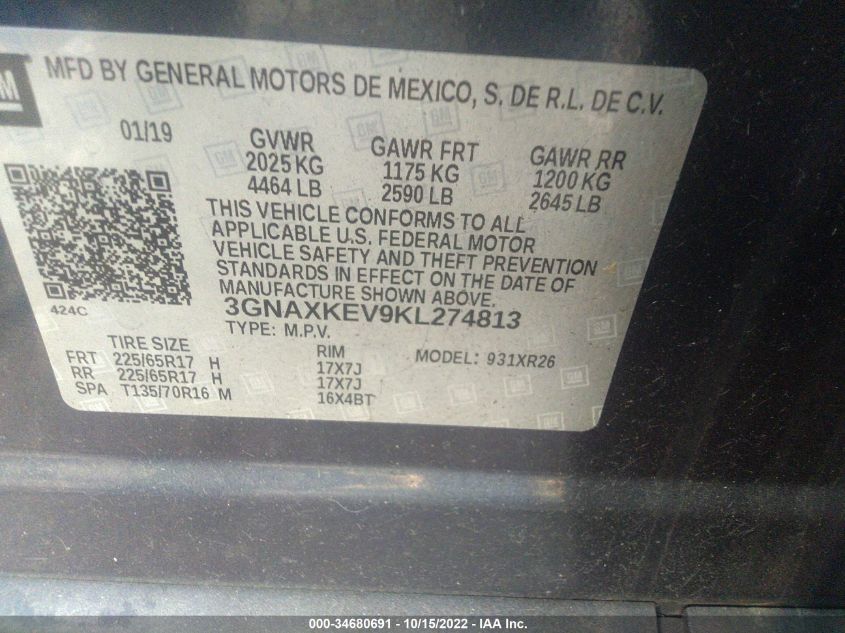 GM
MFD BY GENERAL MOTORS DE MEXICO, S. DE R.L. DE C.V.
01/19
GVWR
2025 KG
4464 LB
GAWR FRT
1175 KG
2590 LB
GAWR RR
1200 KG
2645 LB
THIS VEHICLE CONFORMS TO ALL
APPLICABLE U.S. FEDERAL MOTOR
VEHICLE SAFETY AND THEFT PREVENTION
STANDARDS IN EFFECT ON THE DATE OF
MANUFACTURE SHOWN ABOVE.
424C
3GNAXKEV9KL274813
TYPE: M.P.V.
TIRE SIZE
FRT 225/65R17 H
RR 225/65R17 H
SPA T135/70R16 M
RIM
17X7J
17X7J
16X4BT
MODEL: 931XR26
000-34680691 - 10/15/2022 - IAA Inc.